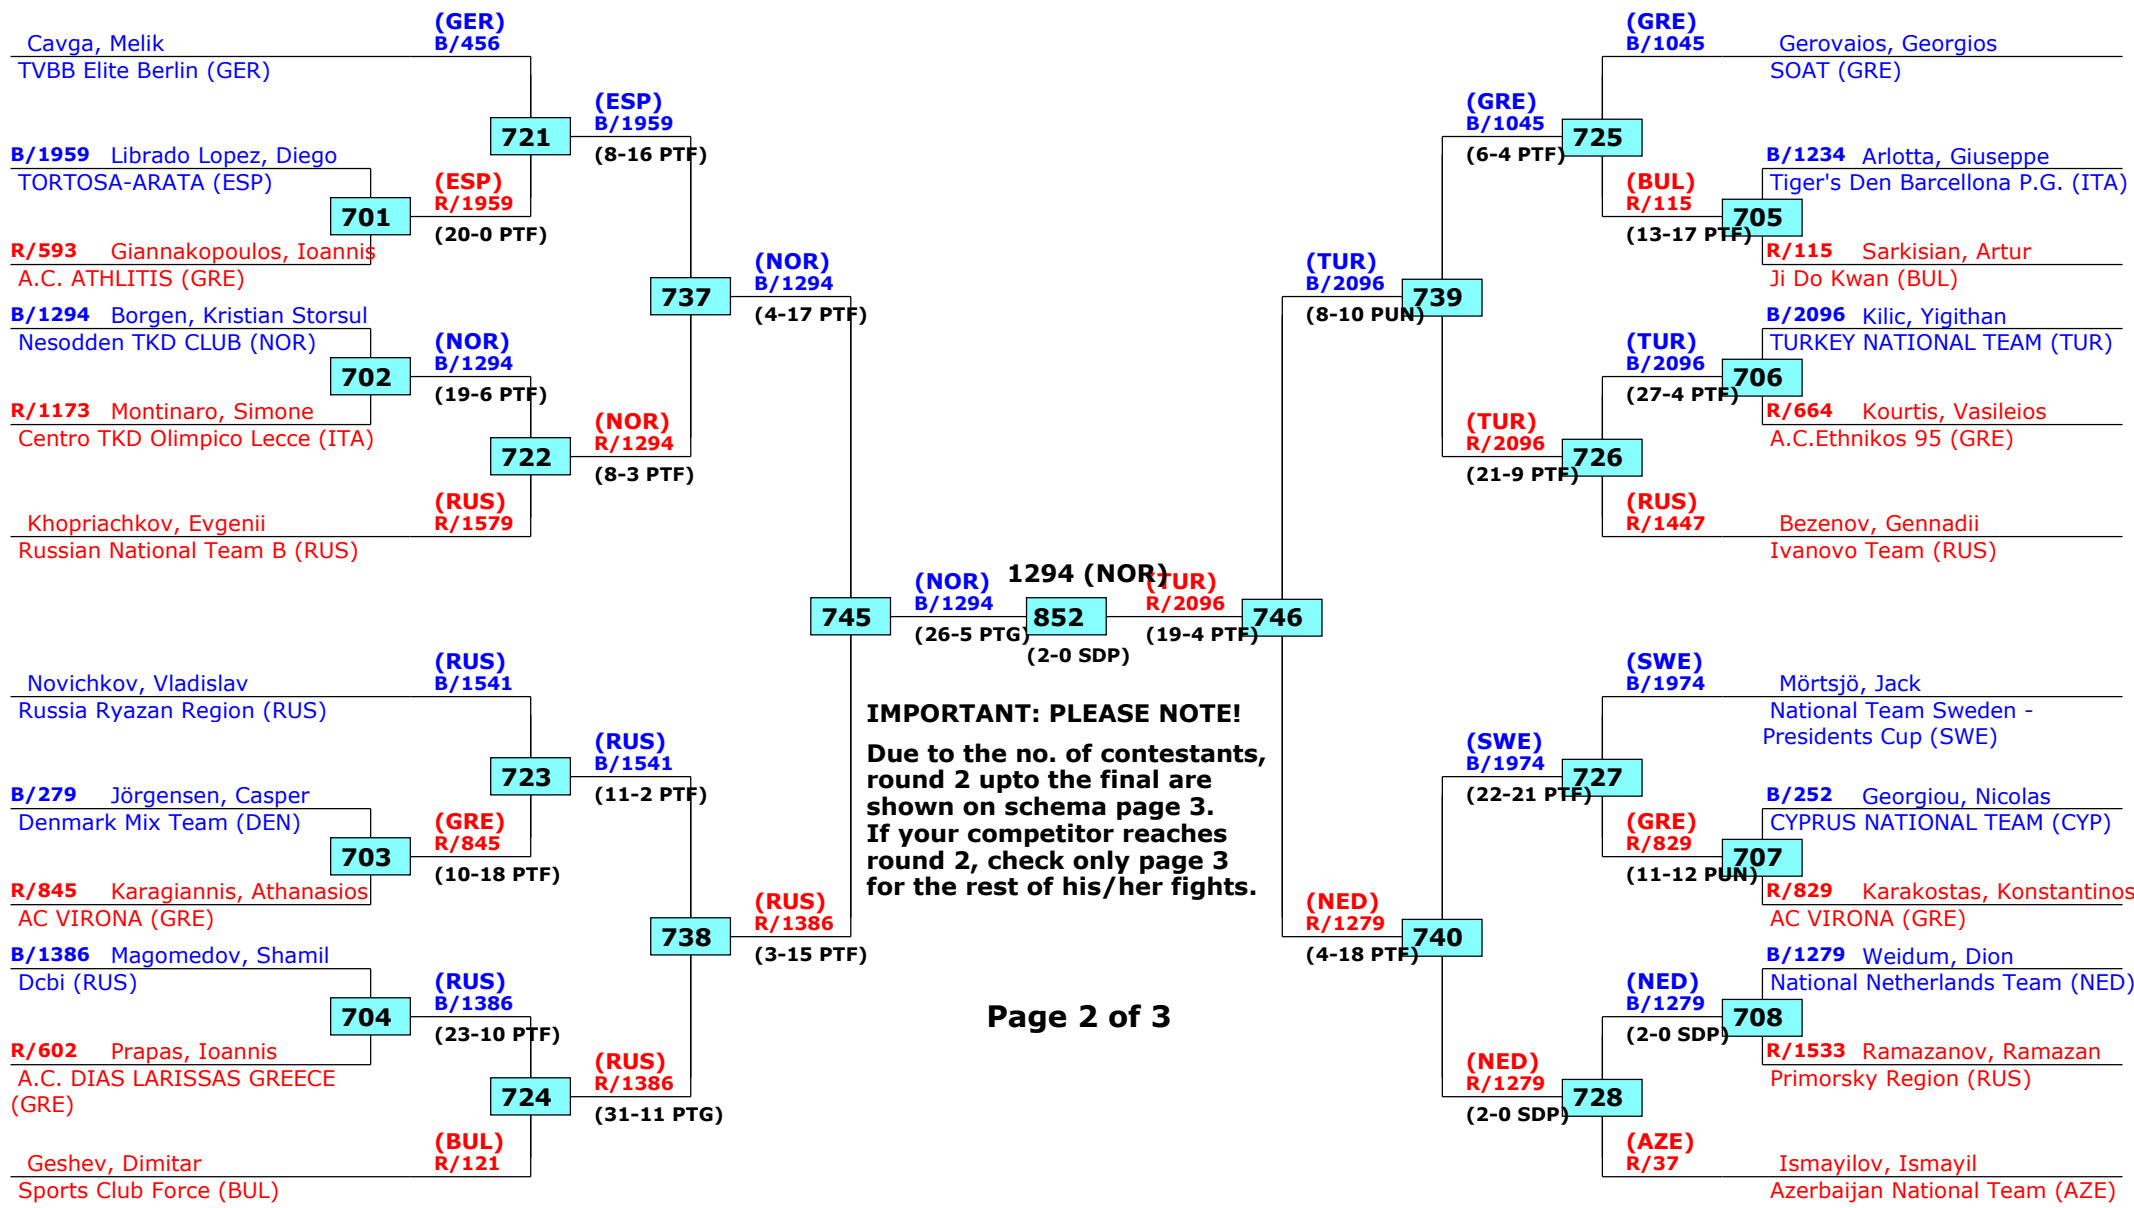 (GER)
B/456
Cavga, Melik
TVBB Elite Berlin (GER)
721
(ESP)
B/1959
(8-16 PTF)
B/1959 Librado Lopez, Diego
TORTOSA-ARATA (ESP)
701
(ESP)
R/1959
(20-0 PTF)
R/593 Giannakopoulos, Ioannis
A.C. ATHLITIS (GRE)
737
(NOR)
B/1294
(4-17 PTF)
B/1294 Borgen, Kristian Storsul
Nesodden TKD CLUB (NOR)
702
(NOR)
B/1294
(19-6 PTF)
R/1173 Montinaro, Simone
Centro TKD Olimpico Lecce (ITA)
722
(NOR)
R/1294
(8-3 PTF)
(RUS)
R/1579
Khopriachkov, Evgenii
Russian National Team B (RUS)
745
(NOR)
B/1294
(26-5 PTG)
1294 (NOR)
852
(2-0 SDP)
(TUR)
R/2096
(19-4 PTF)
746
(RUS)
B/1541
Novichkov, Vladislav
Russia Ryazan Region (RUS)
723
(RUS)
B/1541
(11-2 PTF)
B/279 Jörgensen, Casper
Denmark Mix Team (DEN)
703
(GRE)
R/845
(10-18 PTF)
R/845 Karagiannis, Athanasios
AC VIRONA (GRE)
738
(RUS)
R/1386
(3-15 PTF)
B/1386 Magomedov, Shamil
Dcbi (RUS)
704
(RUS)
B/1386
(23-10 PTF)
R/602 Prapas, Ioannis
A.C. DIAS LARISSAS GREECE
(GRE)
724
(RUS)
R/1386
(31-11 PTG)
(BUL)
R/121
Geshev, Dimitar
Sports Club Force (BUL)
IMPORTANT: PLEASE NOTE!
Due to the no. of contestants,
round 2 upto the final are
shown on schema page 3.
If your competitor reaches
round 2, check only page 3
for the rest of his/her fights.
Page 2 of 3
(GRE)
B/1045
Gerovaios, Georgios
SOAT (GRE)
(GRE)
B/1045
(6-4 PTF)
725
B/1234 Arlotta, Giuseppe
Tiger's Den Barcellona P.G. (ITA)
(BUL)
R/115
(13-17 PTF)
705
R/115 Sarkisian, Artur
Ji Do Kwan (BUL)
(TUR)
B/2096
(8-10 PUN)
739
B/2096 Kilic, Yigithan
TURKEY NATIONAL TEAM (TUR)
(TUR)
B/2096
(27-4 PTF)
706
R/664 Kourtis, Vasileios
A.C.Ethnikos 95 (GRE)
(TUR)
R/2096
(21-9 PTF)
726
(RUS)
R/1447
Bezenov, Gennadii
Ivanovo Team (RUS)
(SWE)
B/1974
Mörtsjö, Jack
National Team Sweden -
Presidents Cup (SWE)
(SWE)
B/1974
(22-21 PTF)
727
B/252 Georgiou, Nicolas
CYPRUS NATIONAL TEAM (CYP)
(GRE)
R/829
(11-12 PUN)
707
R/829 Karakostas, Konstantinos
AC VIRONA (GRE)
(NED)
R/1279
(4-18 PTF)
740
B/1279 Weidum, Dion
National Netherlands Team (NED)
(NED)
B/1279
(2-0 SDP)
708
R/1533 Ramazanov, Ramazan
Primorsky Region (RUS)
(NED)
R/1279
(2-0 SDP)
728
(AZE)
R/37
Ismayilov, Ismayil
Azerbaijan National Team (AZE)